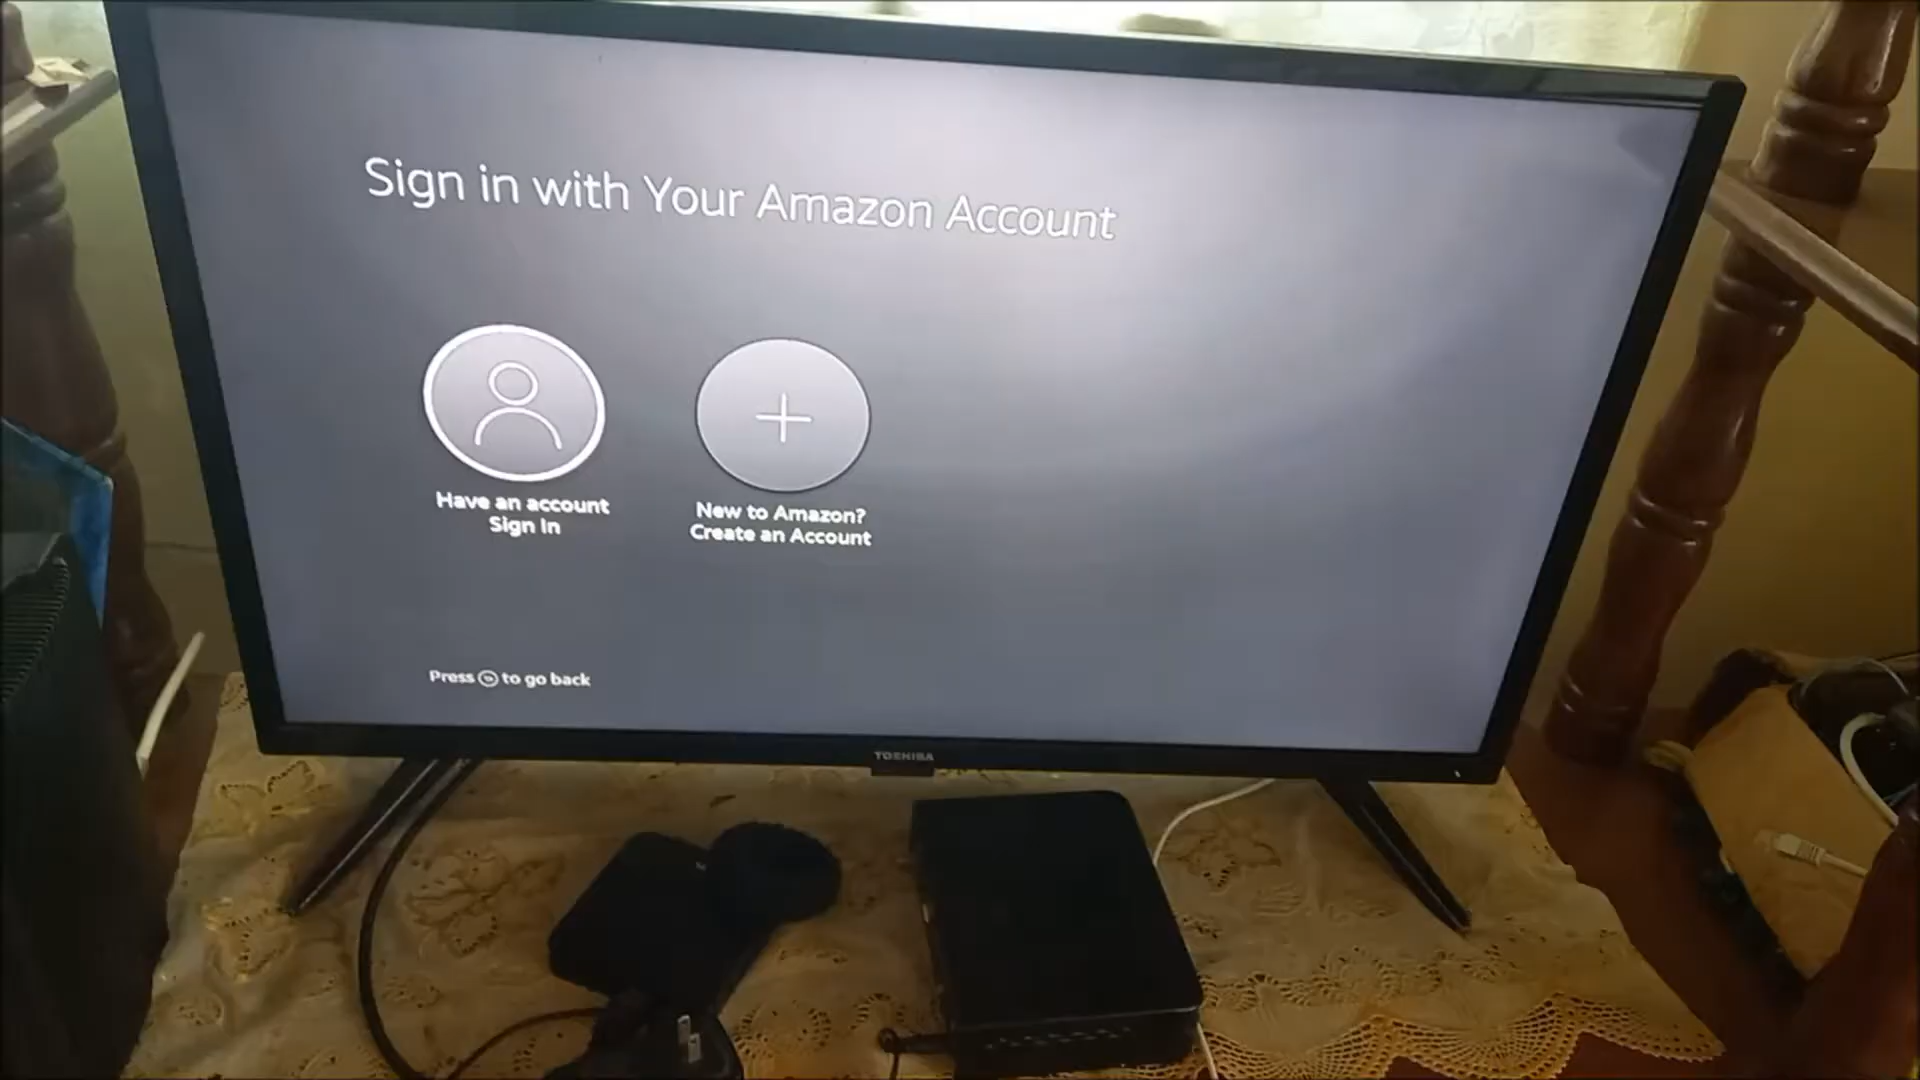 Sign in with Your Amazon Account
Have an account
Sign In
New to Amazon?
Create an Account
Press to go back
TOSHIBA